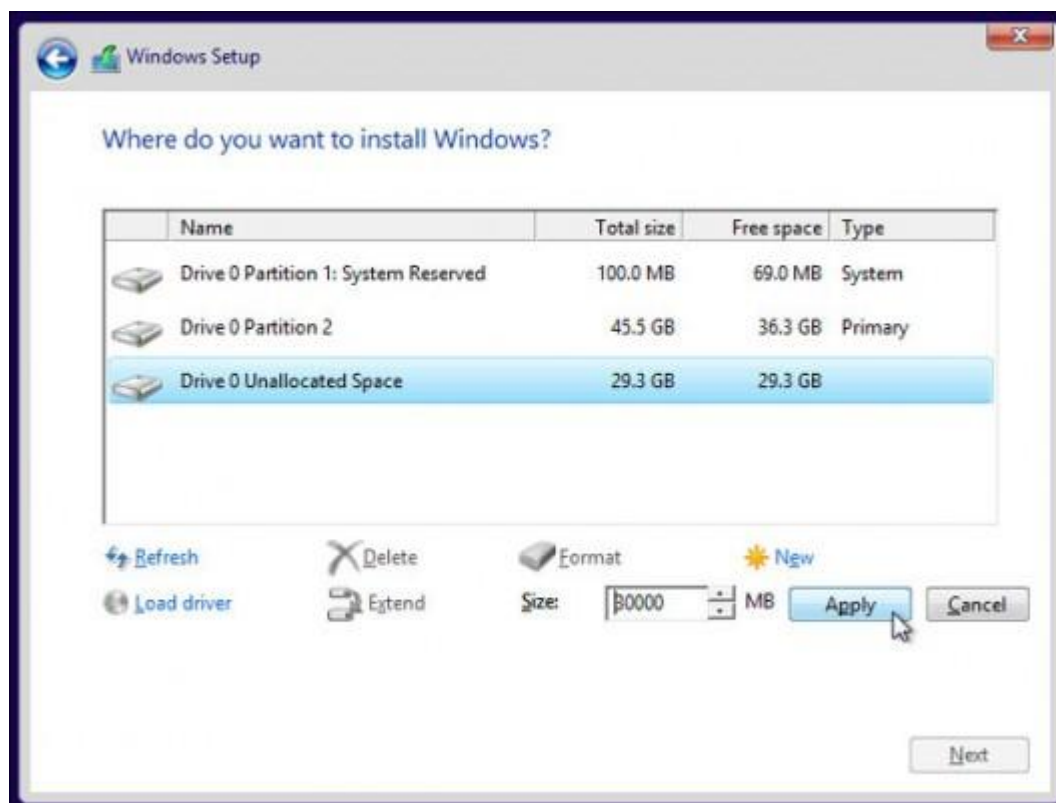 Windows Setup
Where do you want to install Windows?
Name Total size Free space Type
Drive 0 Partition 1: System Reserved 100.0 MB 69.0 MB System
Drive 0 Partition 2 45.5 GB 36.3 GB Primary
Drive 0 Unallocated Space 29.3 GB 29.3 GB
Refresh Delete Format New
Load driver Extend Size: 30000 MB Apply Cancel
Next